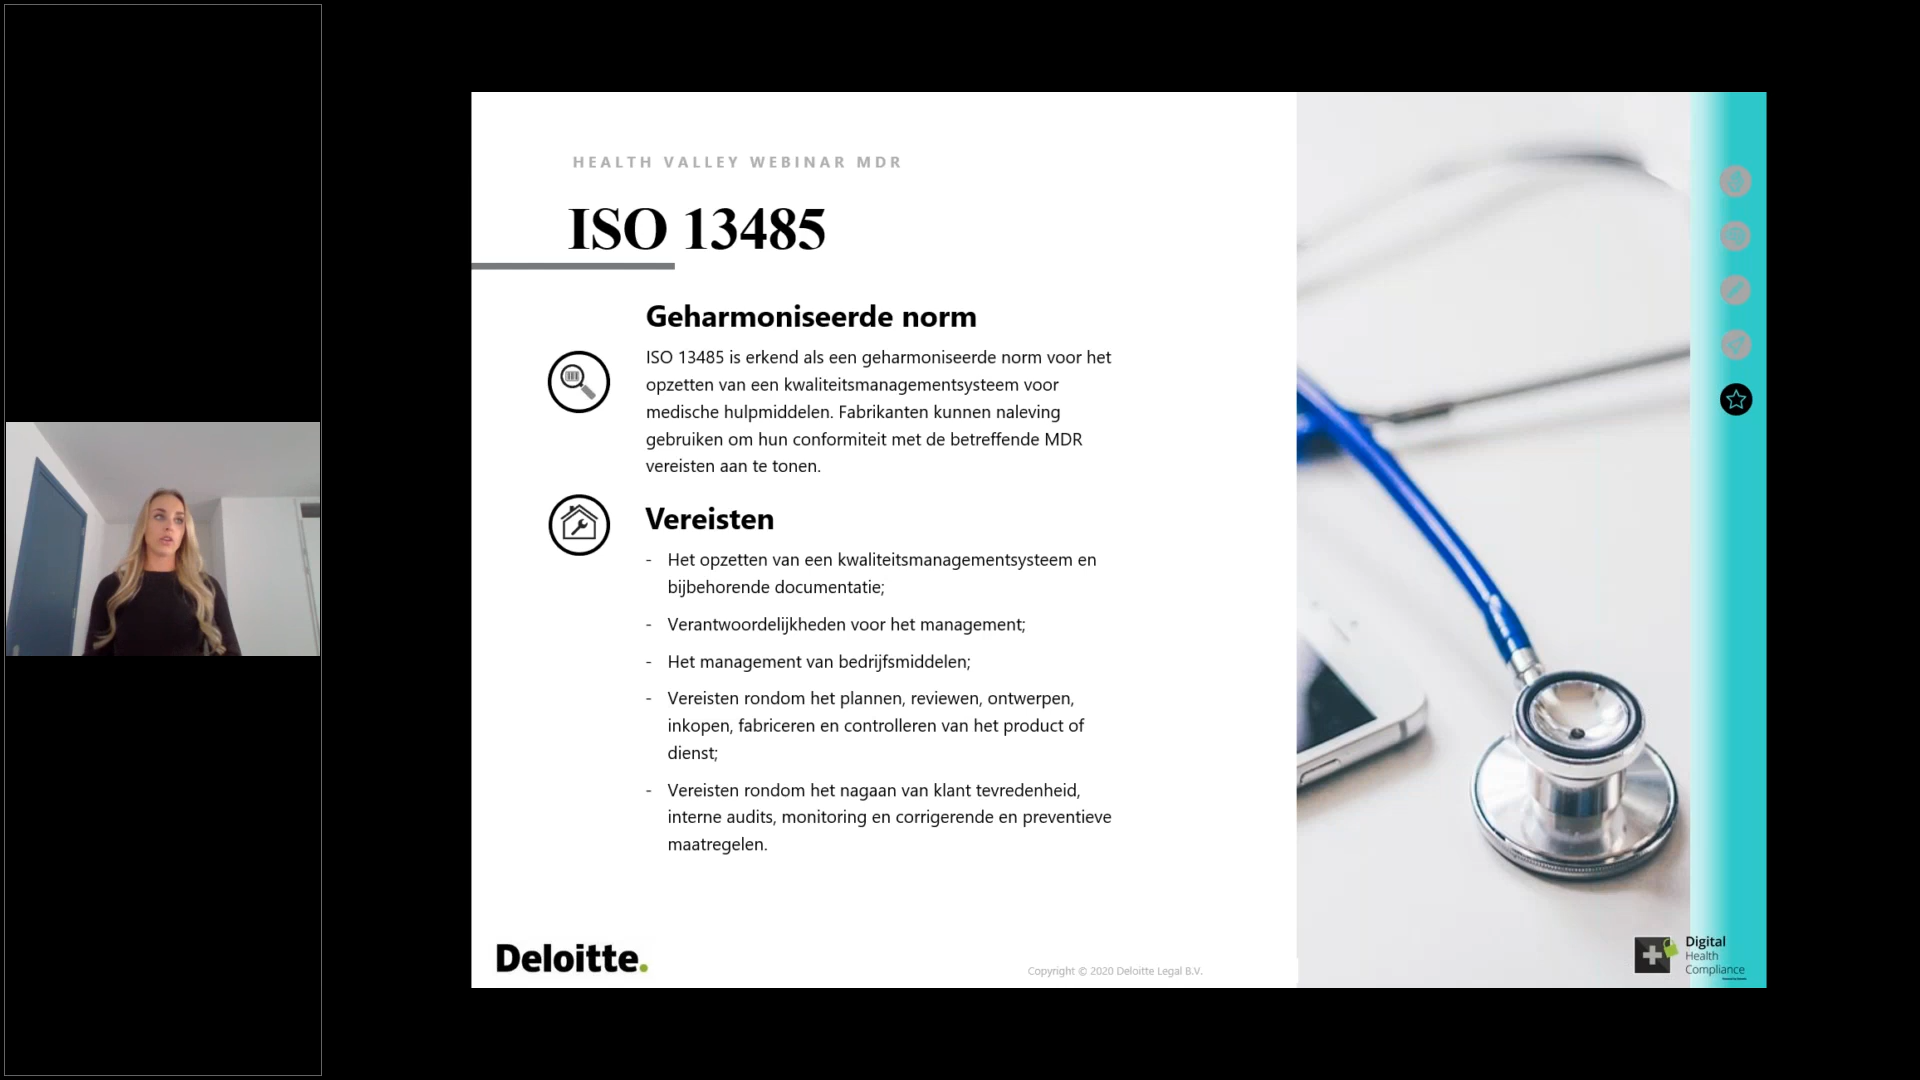 HEALTH VALLEY WEBINAR MDR
ISO 13485
Geharmoniseerde norm
ISO 13485 is erkend als een geharmoniseerde norm voor het
opzetten van een kwaliteitsmanagementsysteem voor
medische hulpmiddelen. Fabrikanten kunnen naleving
gebruiken om hun conformiteit met de betreffende MDR
vereisten aan te tonen.
Vereisten
- Het opzetten van een kwaliteitsmanagementsysteem en
bijbehorende documentatie;
- Verantwoordelijkheden voor het management;
- Het management van bedrijfsmiddelen;
- Vereisten rondom het plannen, reviewen, ontwerpen,
inkopen, fabriceren en controlleren van het product of
dienst;
- Vereisten rondom het nagaan van klant tevredenheid,
interne audits, monitoring en corrigerende en preventieve
maatregelen.
Deloitte.
Copyright © 2020 Deloitte Legal B.V.
Digital
Health
Compliance